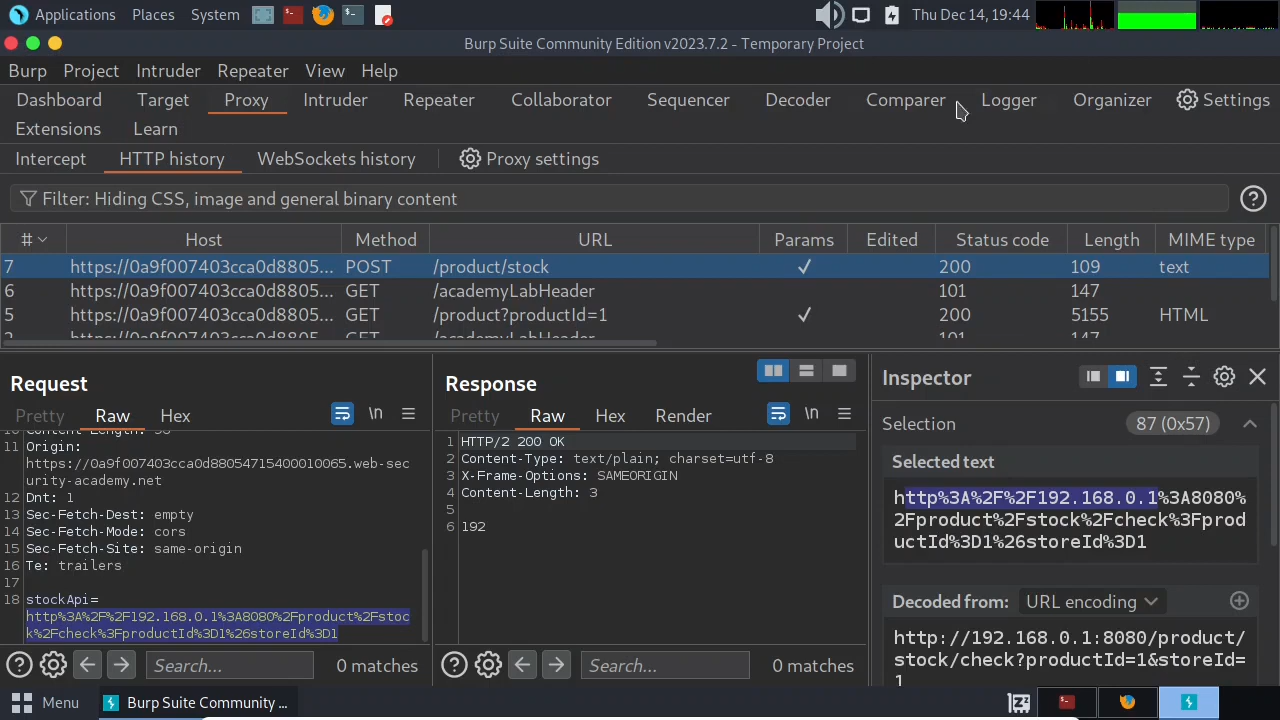 Applications Places System Thu Dec 14, 19:44
Burp Suite Community Edition v2023.7.2 - Temporary Project
Burp Project Intruder Repeater View Help
Dashboard Target Proxy Intruder Repeater Collaborator Sequencer Decoder Comparer Logger Organizer Settings
Extensions Learn
Intercept HTTP history WebSockets history Proxy settings
Filter: Hiding CSS, image and general binary content
# Host Method URL Params Edited Status code Length MIME type
7 https://0a9f007403cca0d8805... POST /product/stock ✓ 200 109 text
6 https://0a9f007403cca0d8805... GET /academyLabHeader 101 147
5 https://0a9f007403cca0d8805... GET /product?productId=1 ✓ 200 5155 HTML
Request
Pretty Raw Hex \n
11 Origin:
https://0a9f007403cca0d88054715400010065.web-sec
urity-academy.net
12 Dnt: 1
13 Sec-Fetch-Dest: empty
14 Sec-Fetch-Mode: cors
15 Sec-Fetch-Site: same-origin
16 Te: trailers
17
18 stockApi=
http%3A%2F%2F192.168.0.1%3A8080%2Fproduct%2Fstoc
k%2Fcheck%3FproductId%3D1%26storeId%3D1
Search... 0 matches
Response
Pretty Raw Hex Render \n
1 HTTP/2 200 OK
2 Content-Type: text/plain; charset=utf-8
3 X-Frame-Options: SAMEORIGIN
4 Content-Length: 3
5
6 192
Search... 0 matches
Inspector
Selection 87 (0x57)
Selected text
http%3A%2F%2F192.168.0.1%3A8080%
2Fproduct%2Fstock%2Fcheck%3Fprod
uctId%3D1%26storeId%3D1
Decoded from: URL encoding
http://192.168.0.1:8080/product/
stock/check?productId=1&storeId=
1
Menu Burp Suite Community ...